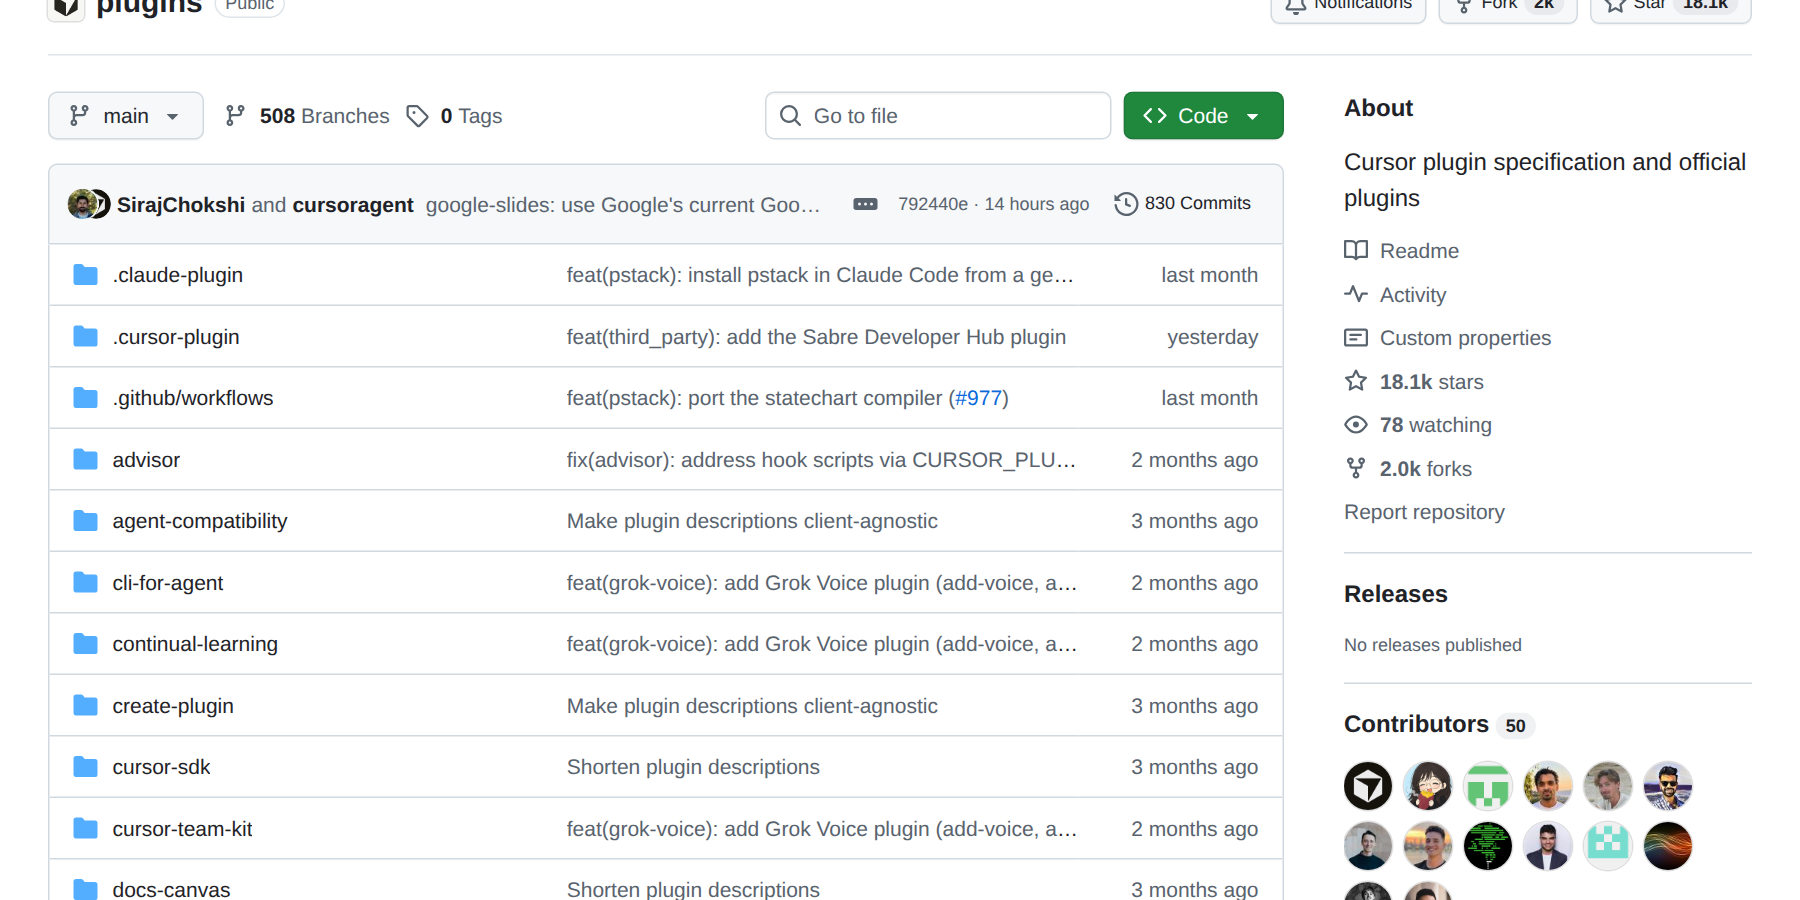 plugins Public
Notifications Fork 2k Star 18.1k
main 508 Branches 0 Tags Go to file Code
SirajChokshi and cursoragent google-slides: use Google's current Goo… 792440e · 14 hours ago 830 Commits
.claude-plugin feat(pstack): install pstack in Claude Code from a ge… last month
.cursor-plugin feat(third_party): add the Sabre Developer Hub plugin yesterday
.github/workflows feat(pstack): port the statechart compiler (#977) last month
advisor fix(advisor): address hook scripts via CURSOR_PLU… 2 months ago
agent-compatibility Make plugin descriptions client-agnostic 3 months ago
cli-for-agent feat(grok-voice): add Grok Voice plugin (add-voice, a… 2 months ago
continual-learning feat(grok-voice): add Grok Voice plugin (add-voice, a… 2 months ago
create-plugin Make plugin descriptions client-agnostic 3 months ago
cursor-sdk Shorten plugin descriptions 3 months ago
cursor-team-kit feat(grok-voice): add Grok Voice plugin (add-voice, a… 2 months ago
docs-canvas Shorten plugin descriptions 3 months ago
About
Cursor plugin specification and official
plugins
Readme
Activity
Custom properties
18.1k stars
78 watching
2.0k forks
Report repository
Releases
No releases published
Contributors 50